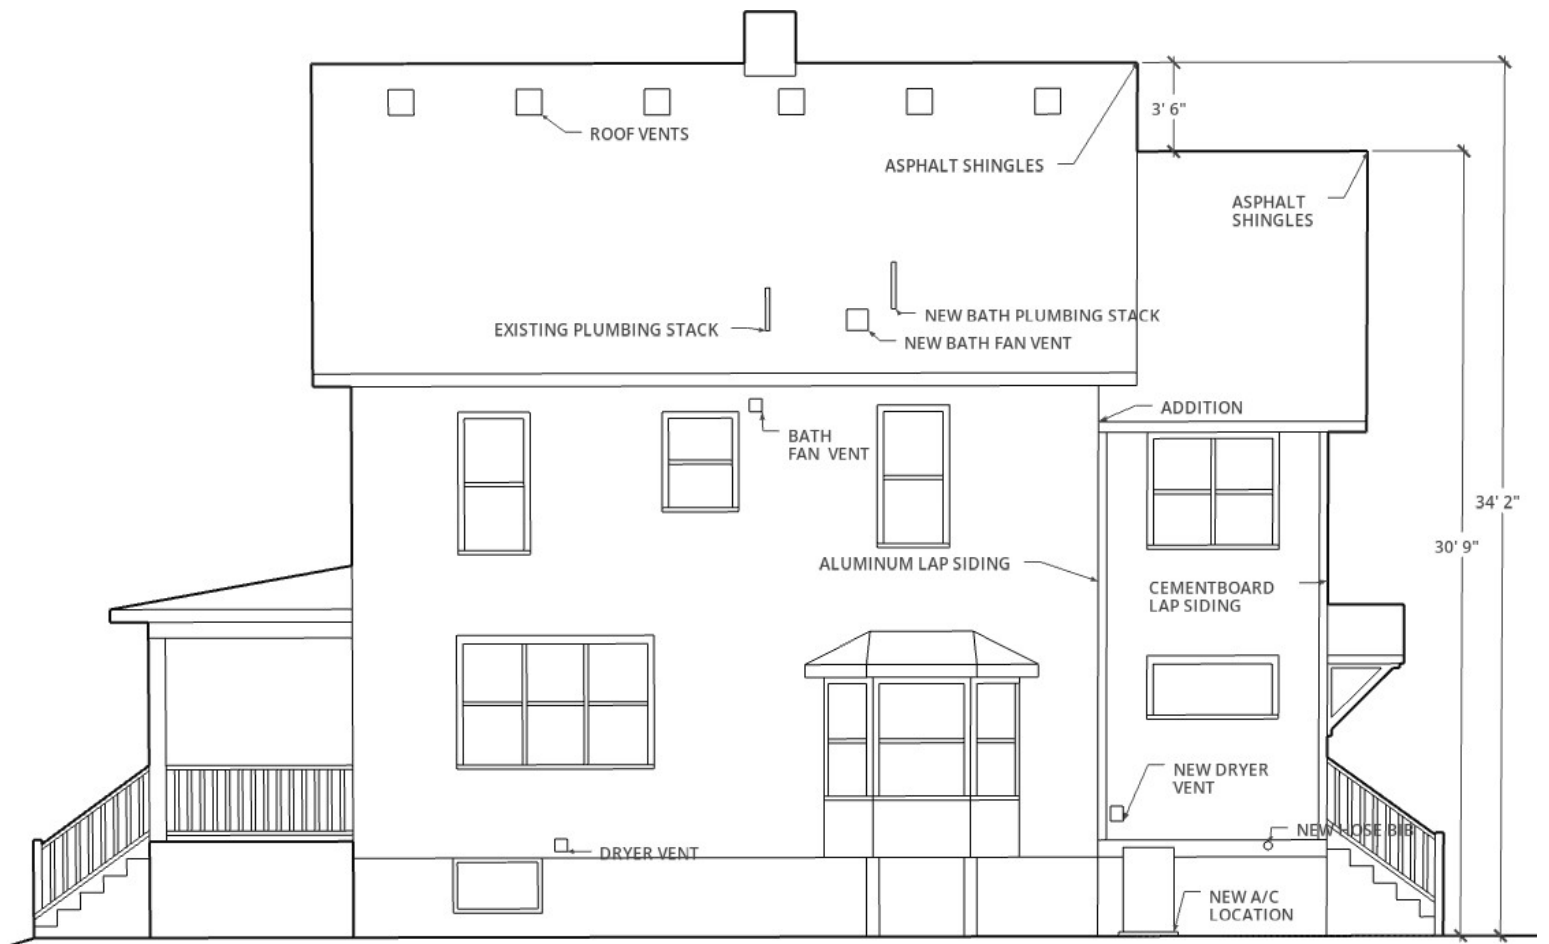 3' 6"
ROOF VENTS
ASPHALT SHINGLES
ASPHALT
SHINGLES
NEW BATH PLUMBING STACK
EXISTING PLUMBING STACK
NEW BATH FAN VENT
ADDITION
BATH
FAN VENT
34' 2"
30' 9"
ALUMINUM LAP SIDING
CEMENTBOARD
LAP SIDING
NEW DRYER
VENT
NEW HOSE BIB
DRYER VENT
NEW A/C
LOCATION